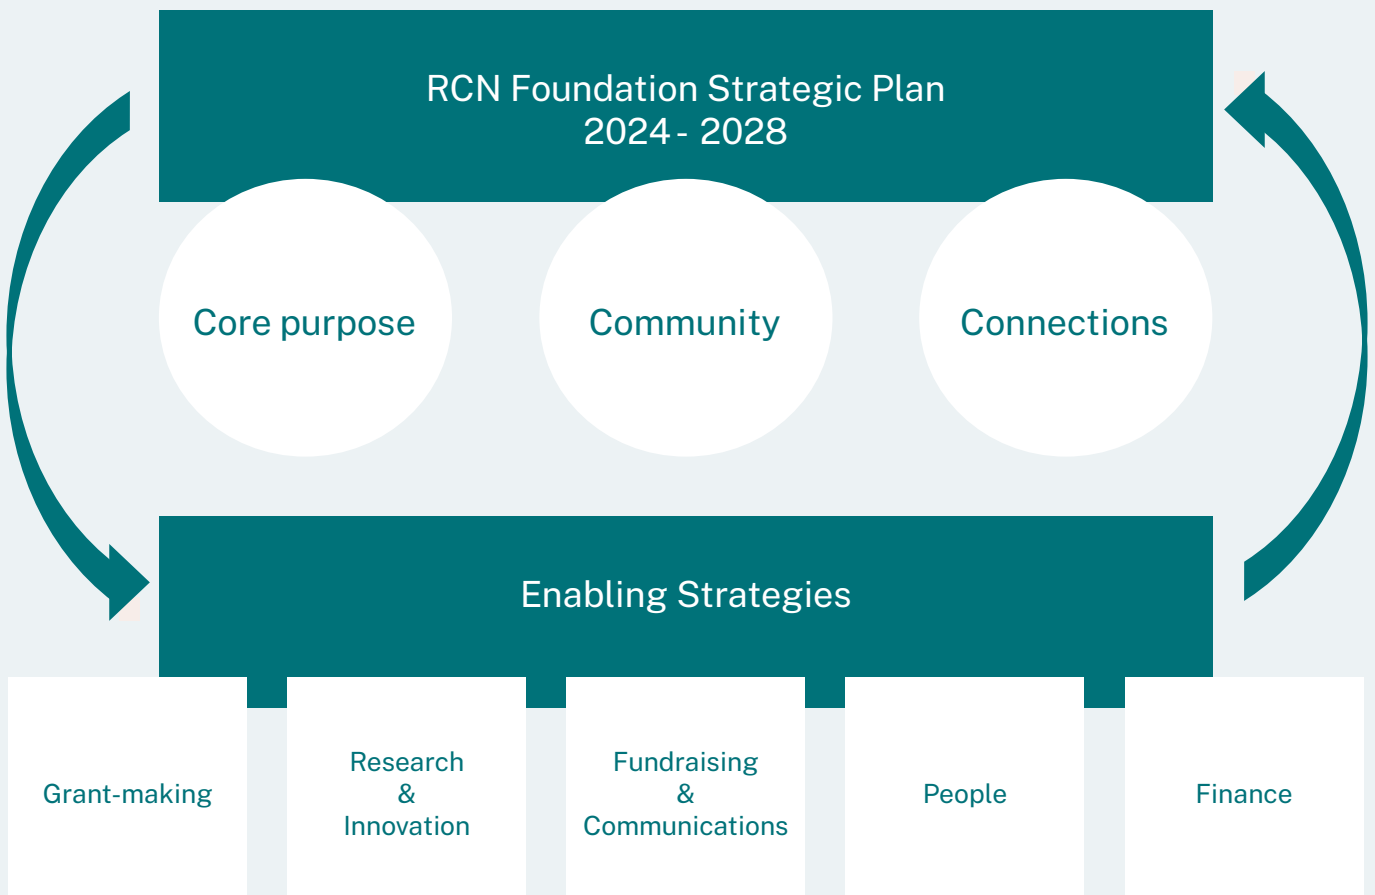 RCN Foundation Strategic Plan
2024 - 2028
Core purpose
Community
Connections
Enabling Strategies
Grant-making
Research
&
Innovation
Fundraising
&
Communications
People
Finance